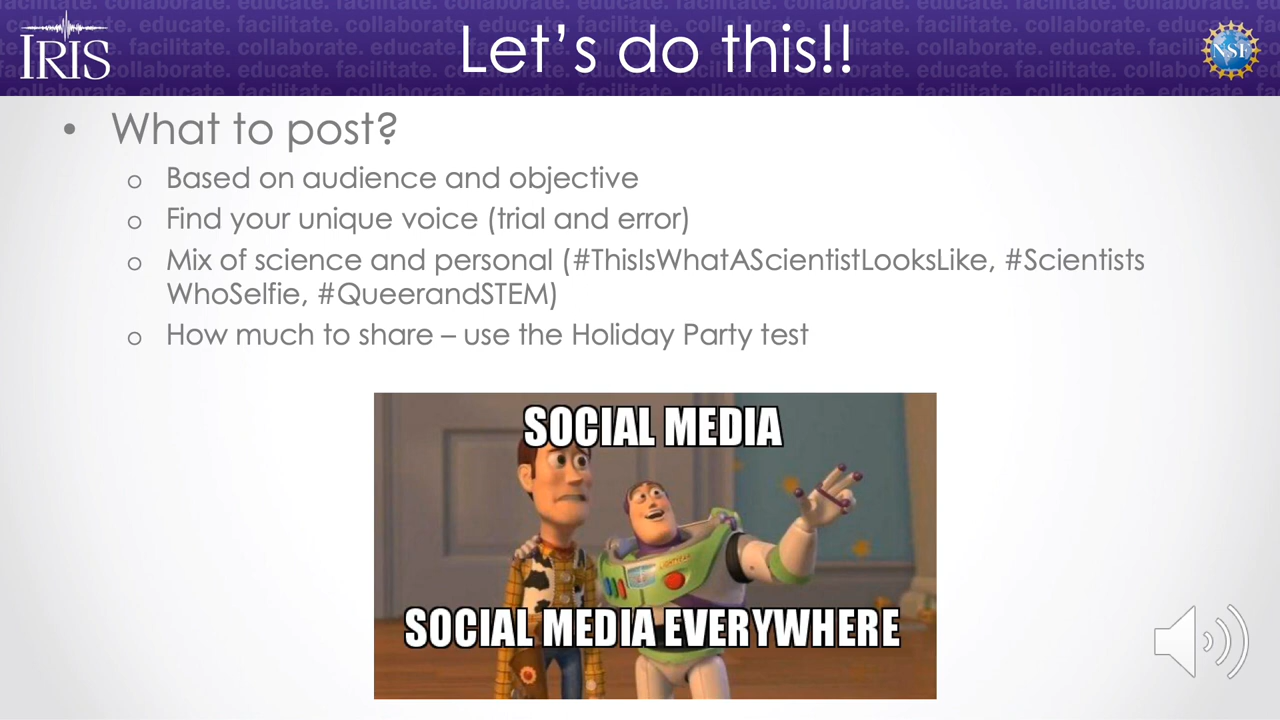 IRIS
Let's do this!!
NSF
• What to post?
o Based on audience and objective
o Find your unique voice (trial and error)
o Mix of science and personal (#ThisIsWhatAScientistLooksLike, #Scientists
WhoSelfie, #QueerandSTEM)
o How much to share – use the Holiday Party test
SOCIAL MEDIA
LIGHTYEAR
SOCIAL MEDIA EVERYWHERE